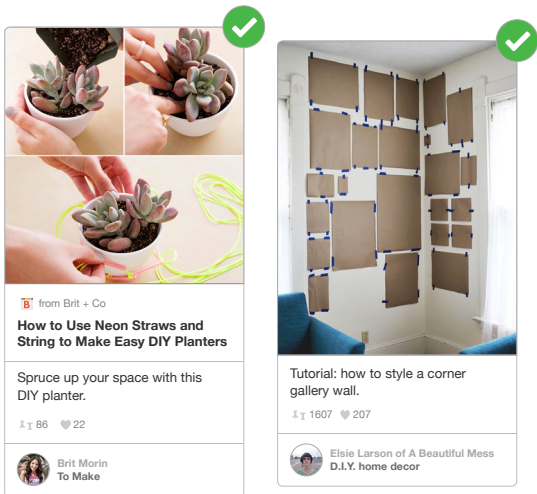 B from Brit + Co
How to Use Neon Straws and
String to Make Easy DIY Planters
Spruce up your space with this
DIY planter.
86 22
Brit Morin
To Make
Tutorial: how to style a corner
gallery wall.
1607 207
Elsie Larson of A Beautiful Mess
D.I.Y. home decor